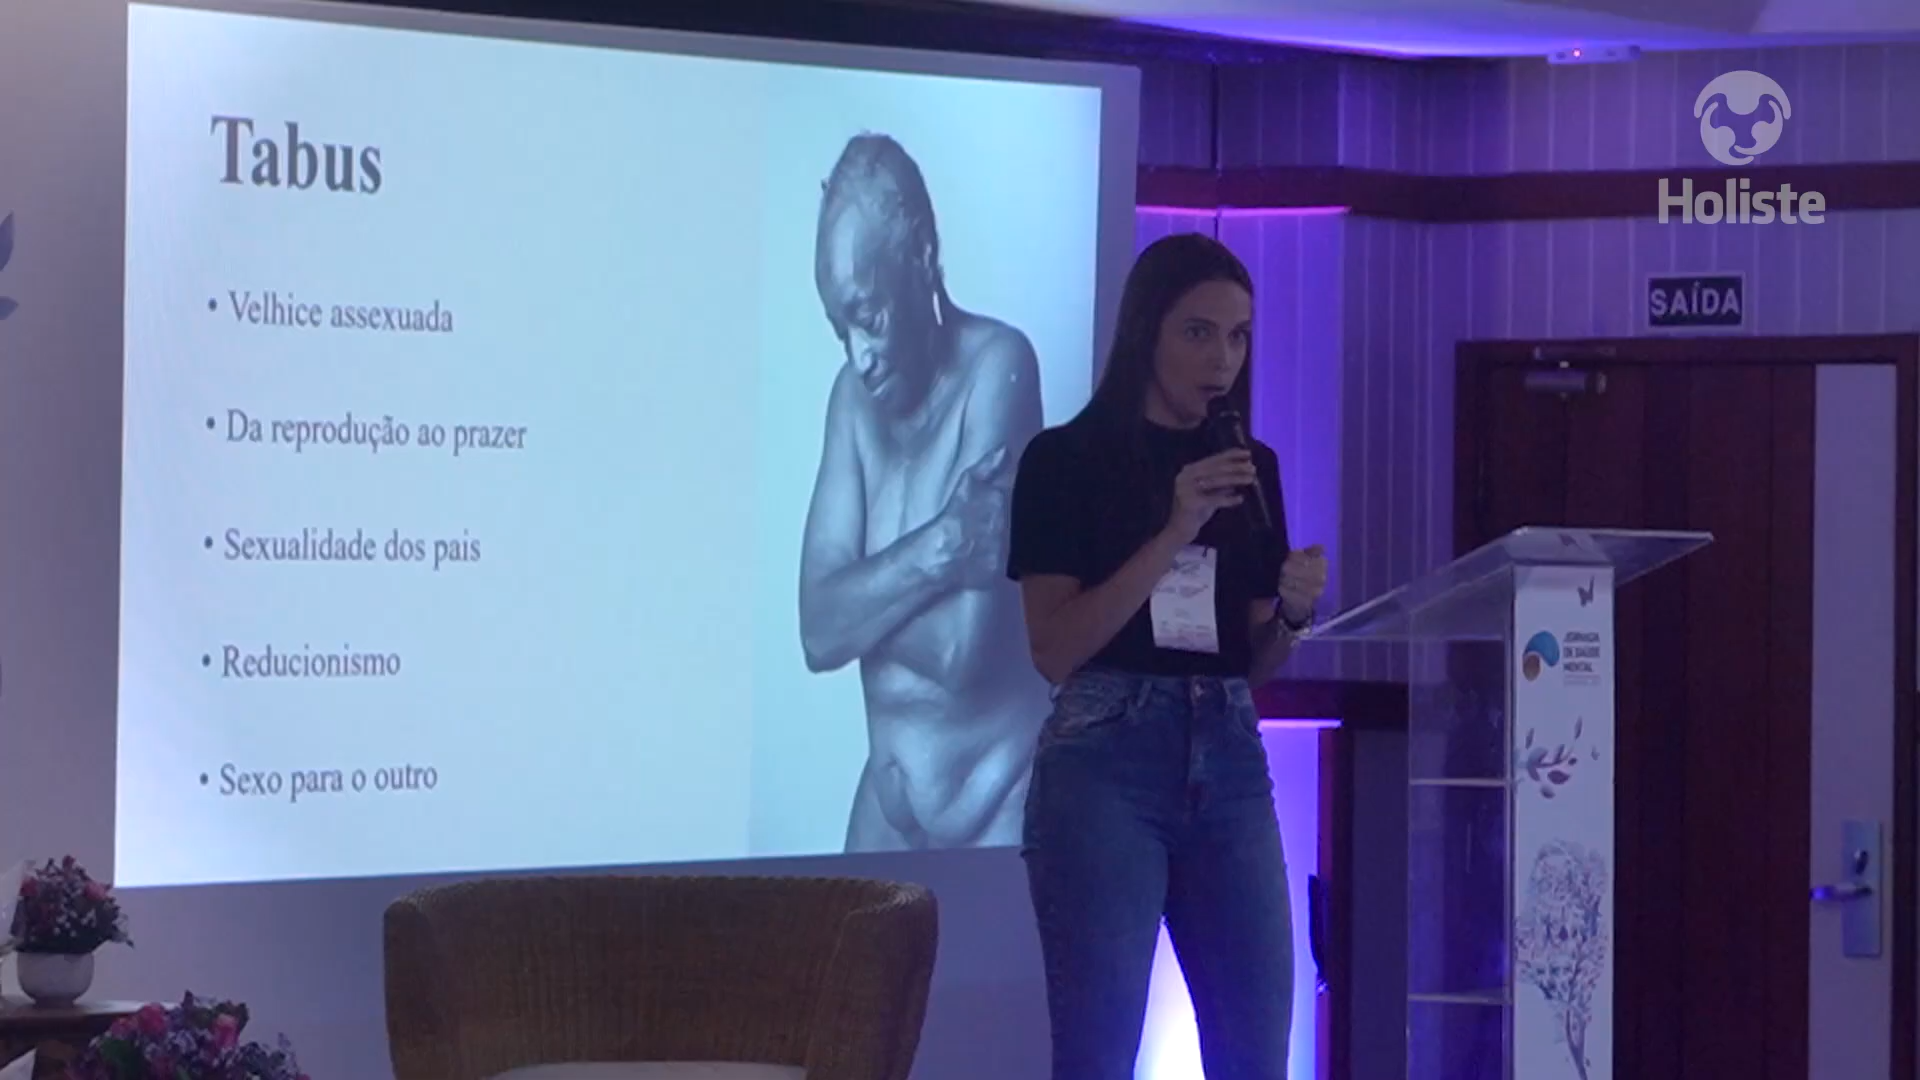 Tabus
• Velhice assexuada
• Da reprodução ao prazer
• Sexualidade dos pais
• Reducionismo
• Sexo para o outro
Holiste
SAÍDA
JORNADA
DE SAÚDE
MENTAL